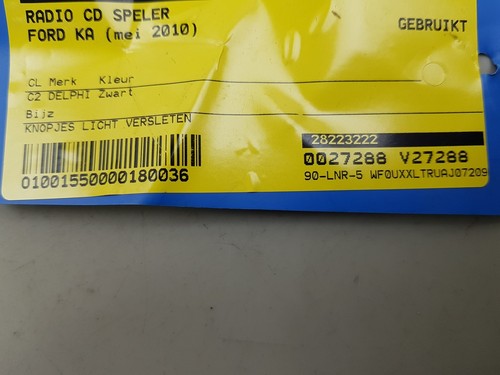 RADIO CD SPELER
FORD KA (mei 2010)
GEBRUIKT
CL Merk Kleur
C2 DELPHI Zwart
Bijz
KNOPJES LICHT VERSLETEN
28223222
0027288 V27288
01001550000180036
90-LNR-5 WF0UXXLTRUAJ07209